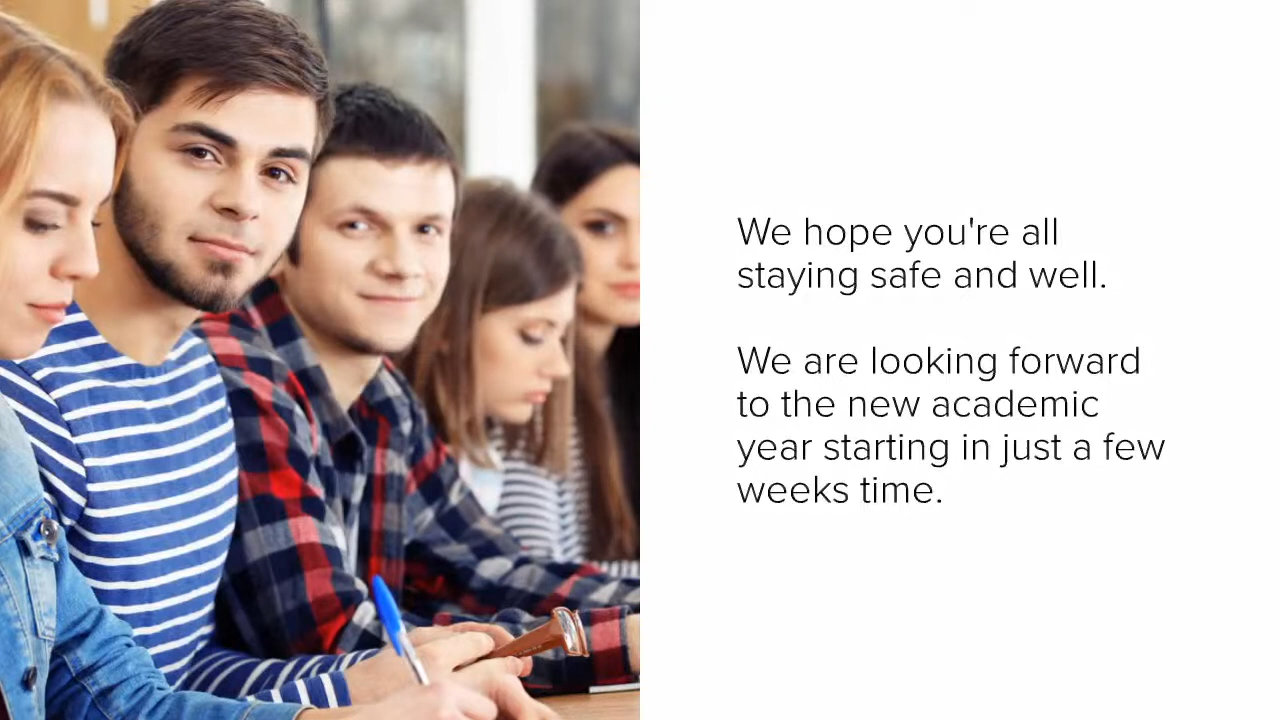 We hope you're all
staying safe and well.
We are looking forward
to the new academic
year starting in just a few
weeks time.